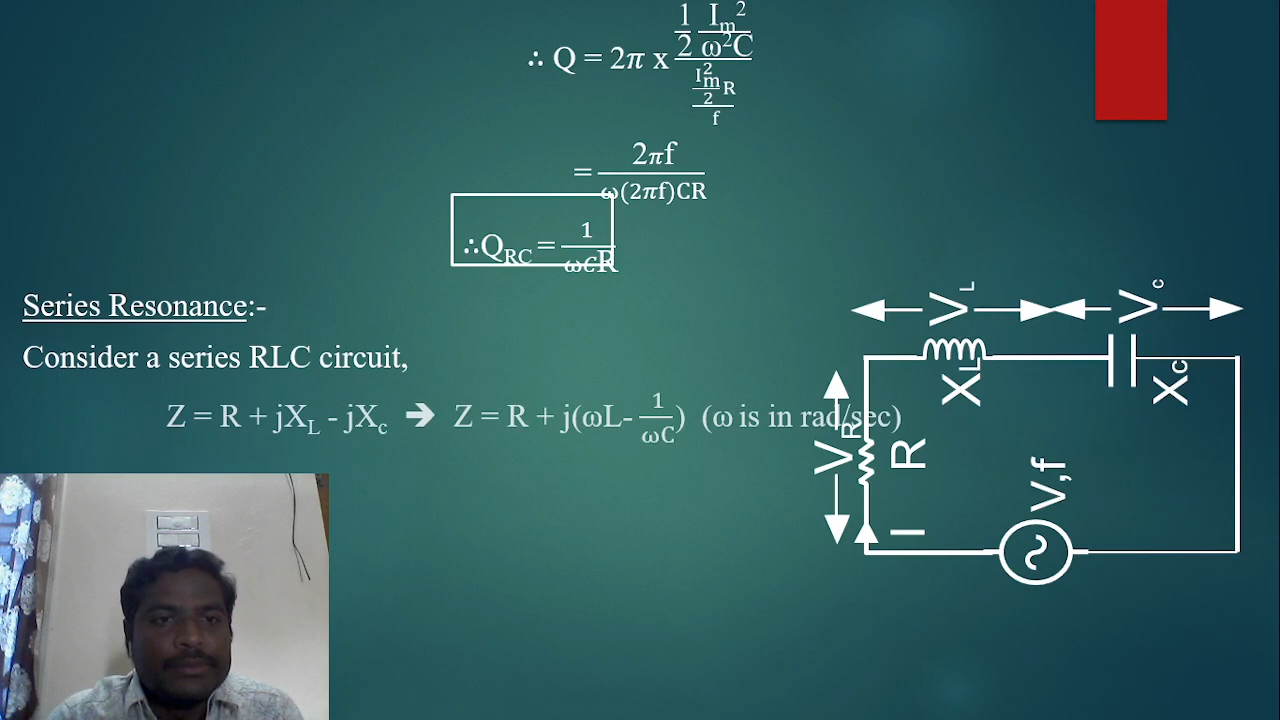 ∴ Q = 2π x (1/2 Iₘ²/ω²C) / ((Iₘ²/2 R)/f)
= 2πf / ω(2πf)CR
∴Q_RC = 1/ωCR
Series Resonance:-
Consider a series RLC circuit,
Z = R + jX_L - jX_c ➔ Z = R + j(ωL- 1/ωC) (ω is in rad/sec)
V_L
V_c
X_L
X_C
V_R
R
V,f
I